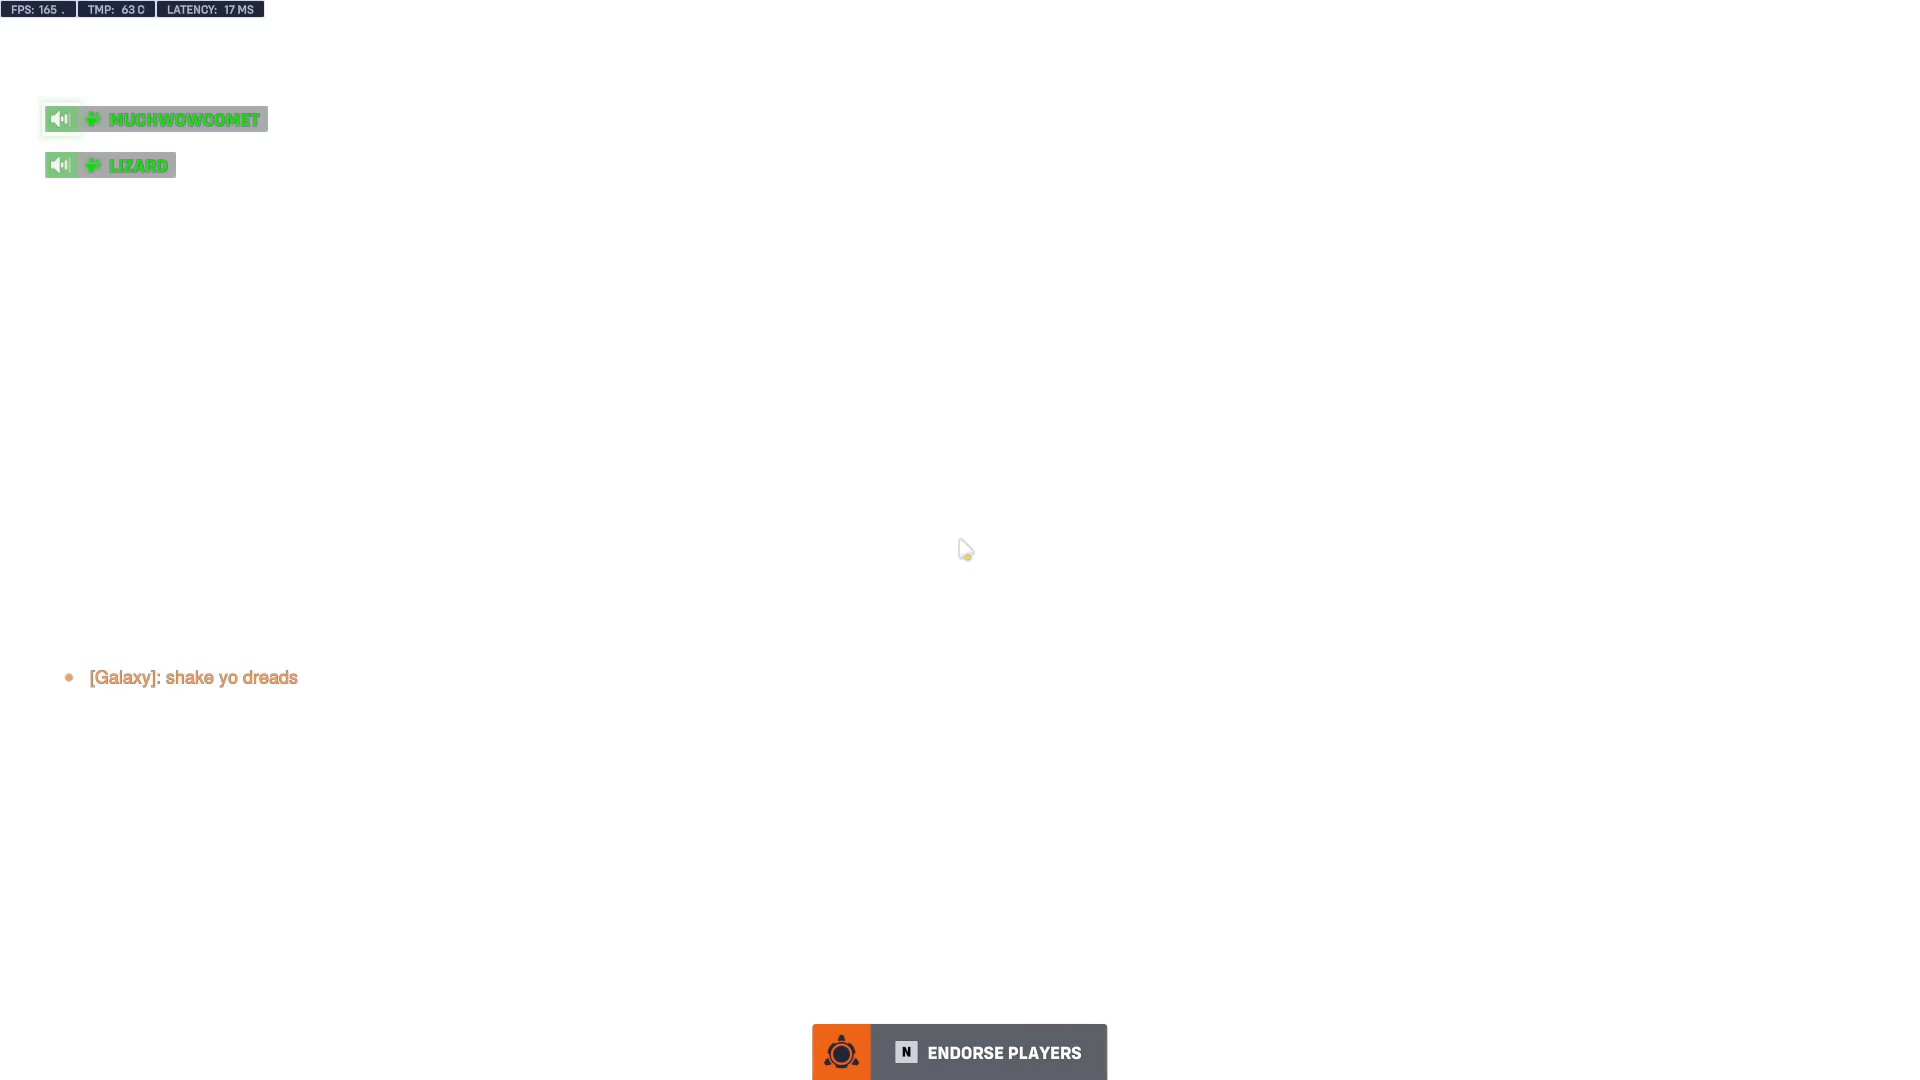 FPS: 165 . TMP: 63 C LATENCY: 17 MS
MUCHWOWCOMET
LIZARD
[Galaxy]: shake yo dreads
N ENDORSE PLAYERS